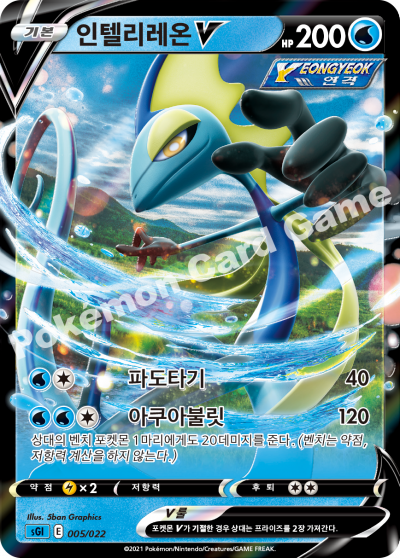 기본 인텔리레온 V HP 200
YEONGYEOK
연격
Pokémon Card Game
파도타기 40
아쿠아불릿 120
상대의 벤치 포켓몬 1마리에게도 20데미지를 준다. (벤치는 약점,
저항력 계산을 하지 않는다.)
약점 ×2 저항력 후퇴
V룰
Illus. 5ban Graphics
포켓몬 V가 기절한 경우 상대는 프라이즈를 2장 가져간다.
sGI E 005/022
©2021 Pokémon/Nintendo/Creatures/GAME FREAK.